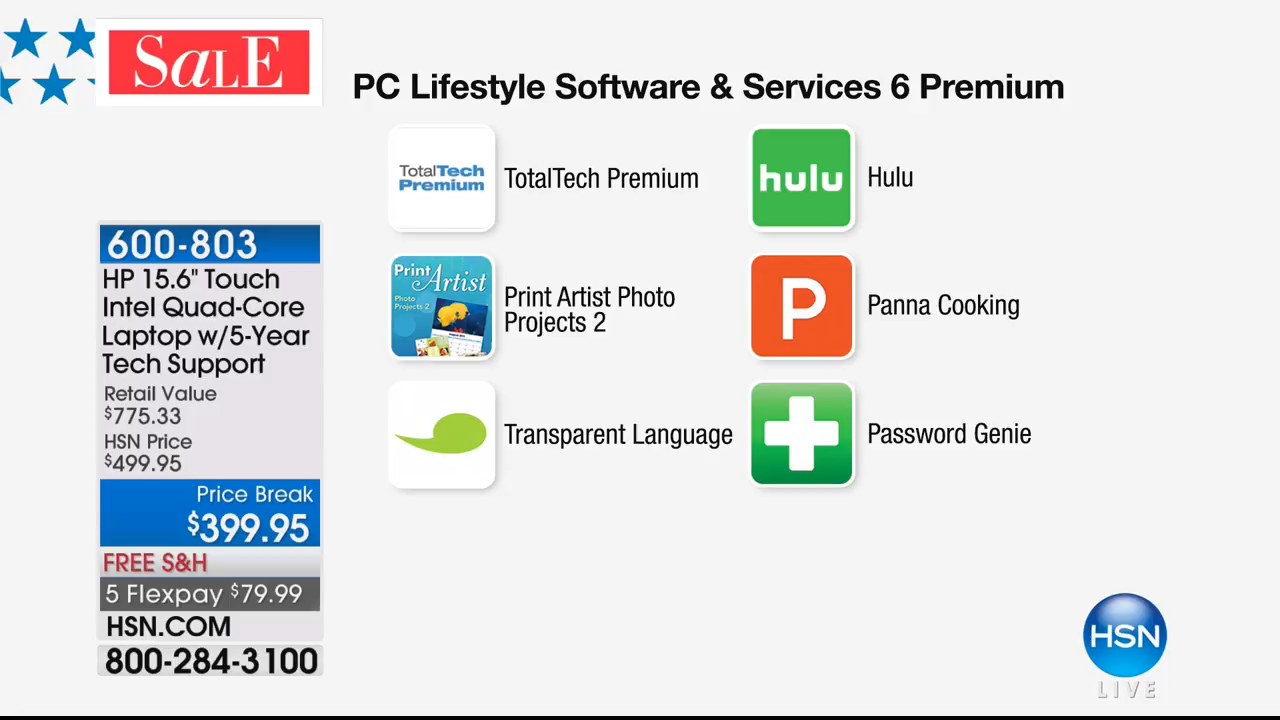 SaLE
PC Lifestyle Software & Services 6 Premium
TotalTech
Premium
TotalTech Premium
hulu
Hulu
Print
Artist
Photo
Projects 2
Print Artist Photo
Projects 2
P
Panna Cooking
Transparent Language
Password Genie
600-803
HP 15.6" Touch
Intel Quad-Core
Laptop w/5-Year
Tech Support
Retail Value
$775.33
HSN Price
$499.95
Price Break
$399.95
FREE S&H
5 Flexpay $79.99
HSN.COM
800-284-3100
HSN
LIVE